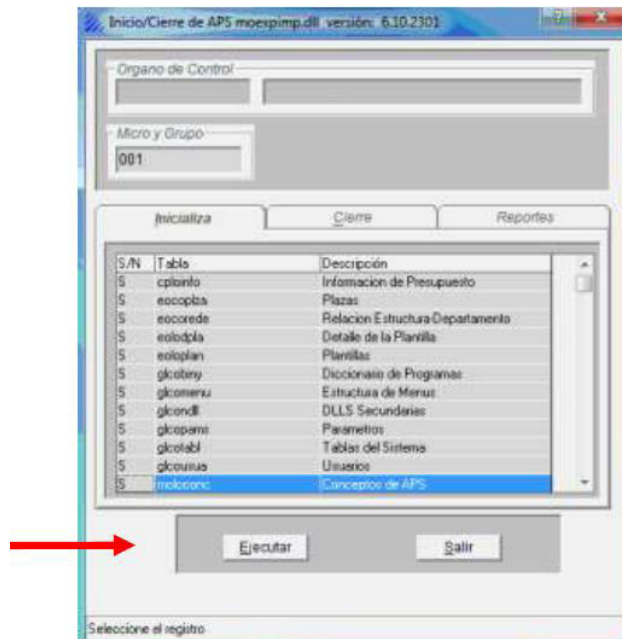 Inicio/Cierre de APS moexpimp.dll versión: 6.10.2301
Organo de Control
Micro y Grupo
001
Inicializa Cierre Reportes
S/N Tabla Descripción
S cploinfo Informacion de Presupuesto
S eocoplza Plazas
S eocorede Relacion Estructura-Departamento
S eolodpla Detalle de la Plantilla
S eoloplan Plantillas
S glcobiny Diccionario de Programas
S glcomenu Estructura de Menus
S glcondll DLLS Secundarias
S glcopams Parametros
S glcotabl Tablas del Sistema
S glcousua Usuarios
S moloconc Conceptos de APS
Ejecutar Salir
Seleccione el registro